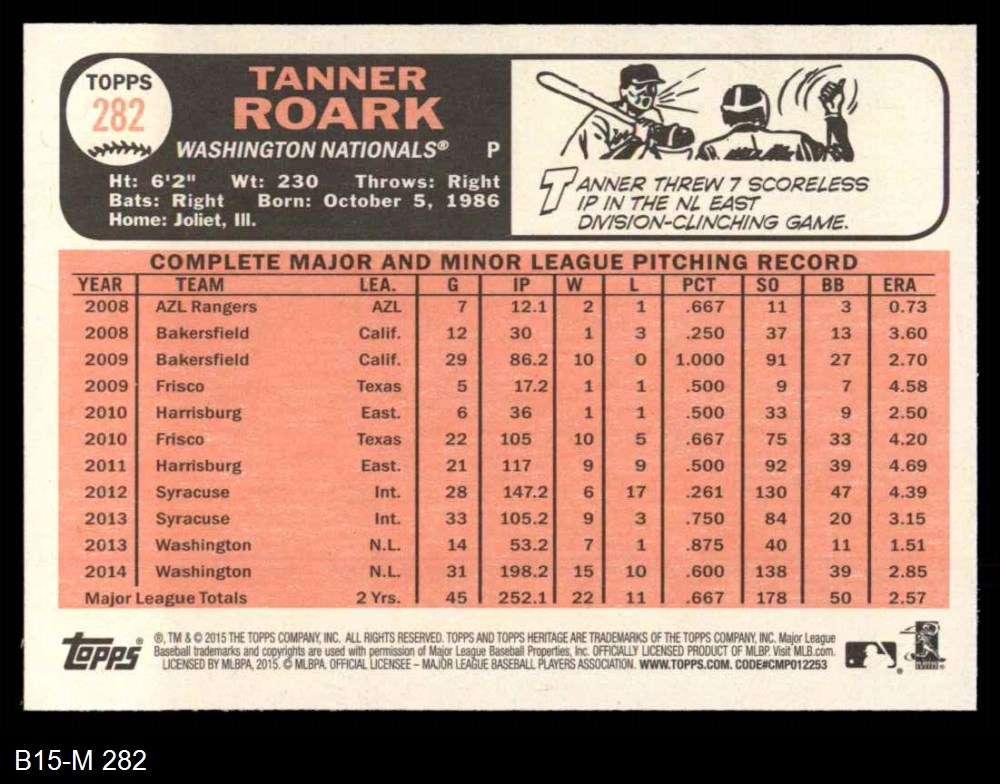 TOPPS
282
TANNER
ROARK
WASHINGTON NATIONALS® P
Ht: 6'2" Wt: 230 Throws: Right
Bats: Right Born: October 5, 1986
Home: Joliet, Ill.
TANNER THREW 7 SCORELESS
IP IN THE NL EAST
DIVISION-CLINCHING GAME.
COMPLETE MAJOR AND MINOR LEAGUE PITCHING RECORD
YEAR TEAM LEA. G IP W L PCT SO BB ERA
2008 AZL Rangers AZL 7 12.1 2 1 .667 11 3 0.73
2008 Bakersfield Calif. 12 30 1 3 .250 37 13 3.60
2009 Bakersfield Calif. 29 86.2 10 0 1.000 91 27 2.70
2009 Frisco Texas 5 17.2 1 1 .500 9 7 4.58
2010 Harrisburg East. 6 36 1 1 .500 33 9 2.50
2010 Frisco Texas 22 105 10 5 .667 75 33 4.20
2011 Harrisburg East. 21 117 9 9 .500 92 39 4.69
2012 Syracuse Int. 28 147.2 6 17 .261 130 47 4.39
2013 Syracuse Int. 33 105.2 9 3 .750 84 20 3.15
2013 Washington N.L. 14 53.2 7 1 .875 40 11 1.51
2014 Washington N.L. 31 198.2 15 10 .600 138 39 2.85
Major League Totals 2 Yrs. 45 252.1 22 11 .667 178 50 2.57
Topps®
®, TM & © 2015 THE TOPPS COMPANY, INC. ALL RIGHTS RESERVED. TOPPS AND TOPPS HERITAGE ARE TRADEMARKS OF THE TOPPS COMPANY, INC. Major League
Baseball trademarks and copyrights are used with permission of Major League Baseball Properties, Inc. OFFICIALLY LICENSED PRODUCT OF MLBP. Visit MLB.com.
LICENSED BY MLBPA, 2015. © MLBPA. OFFICIAL LICENSEE – MAJOR LEAGUE BASEBALL PLAYERS ASSOCIATION. WWW.TOPPS.COM. CODE#CMP012253
B15-M 282